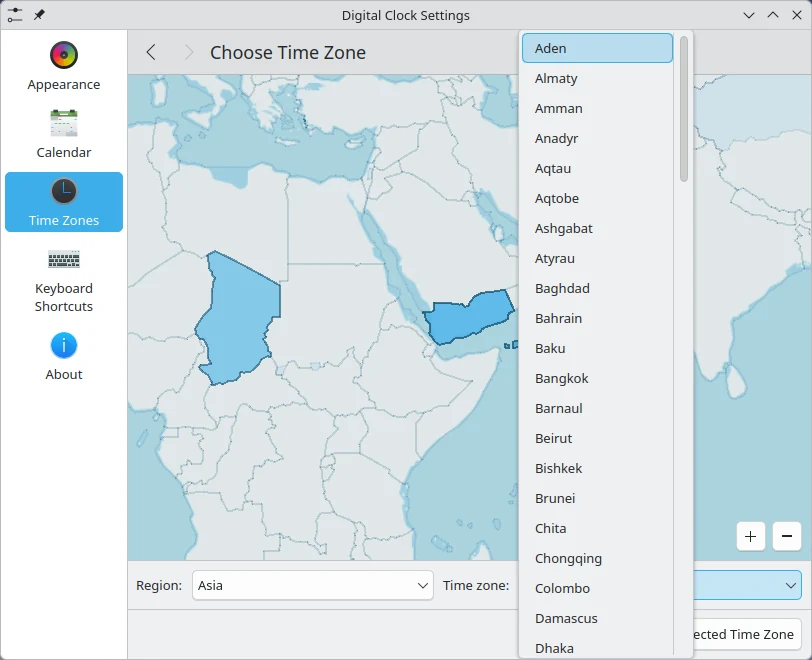 Digital Clock Settings
Appearance
Calendar
Time Zones
Keyboard
Shortcuts
About
Choose Time Zone
Aden
Almaty
Amman
Anadyr
Aqtau
Aqtobe
Ashgabat
Atyrau
Baghdad
Bahrain
Baku
Bangkok
Barnaul
Beirut
Bishkek
Brunei
Chita
Chongqing
Colombo
Damascus
Dhaka
Region: Asia Time zone:
ected Time Zone